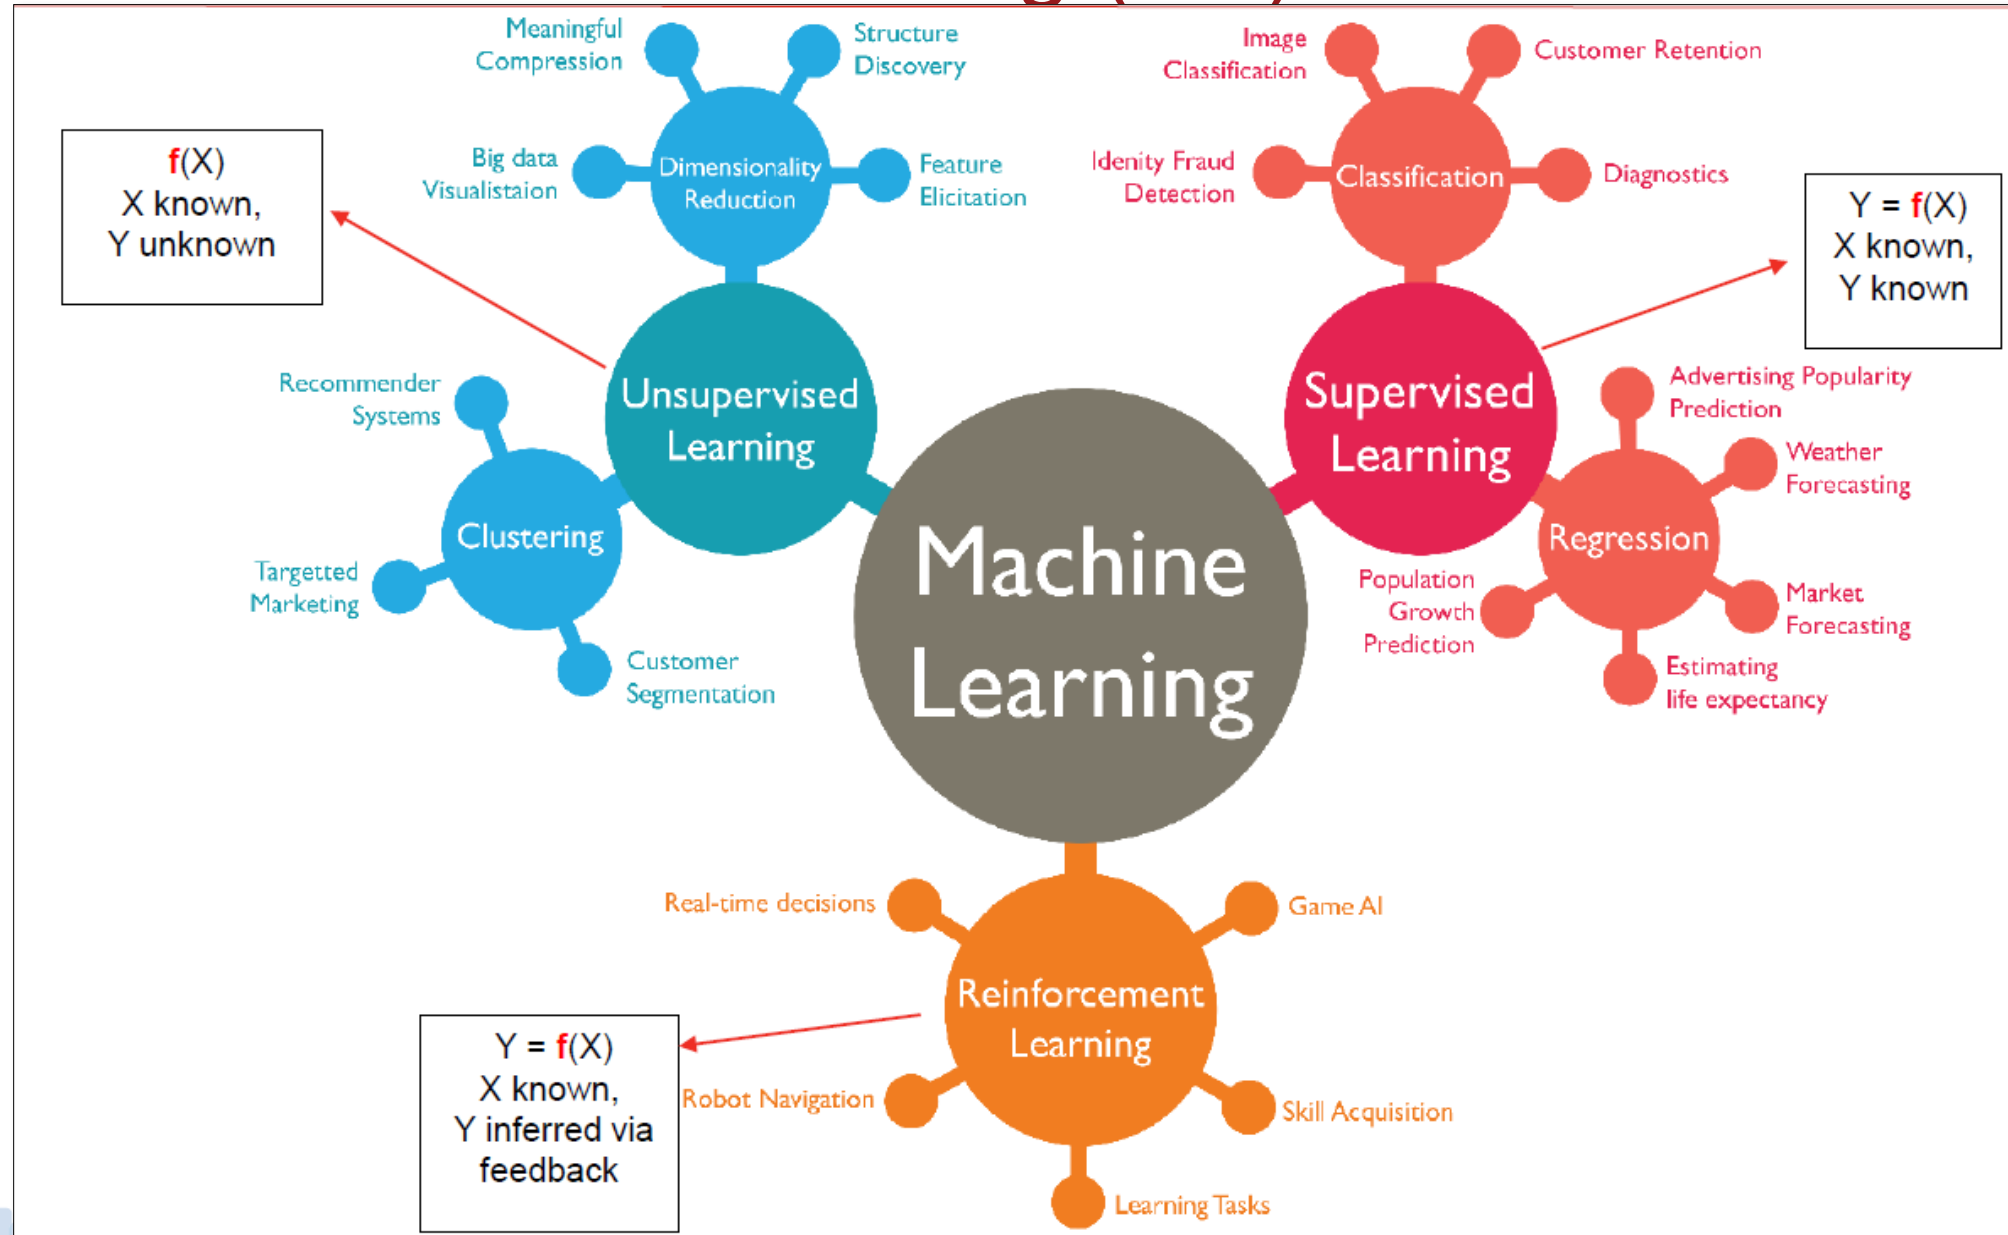 Meaningful
Compression
Structure
Discovery
Big data
Visualistaion
Dimensionality
Reduction
Feature
Elicitation
f(X)
X known,
Y unknown
Unsupervised
Learning
Recommender
Systems
Clustering
Targetted
Marketing
Customer
Segmentation
Machine
Learning
Image
Classification
Customer Retention
Idenity Fraud
Detection
Classification
Diagnostics
Y = f(X)
X known,
Y known
Supervised
Learning
Advertising Popularity
Prediction
Weather
Forecasting
Regression
Population
Growth
Prediction
Market
Forecasting
Estimating
life expectancy
Real-time decisions
Game AI
Reinforcement
Learning
Y = f(X)
X known,
Y inferred via
feedback
Robot Navigation
Skill Acquisition
Learning Tasks